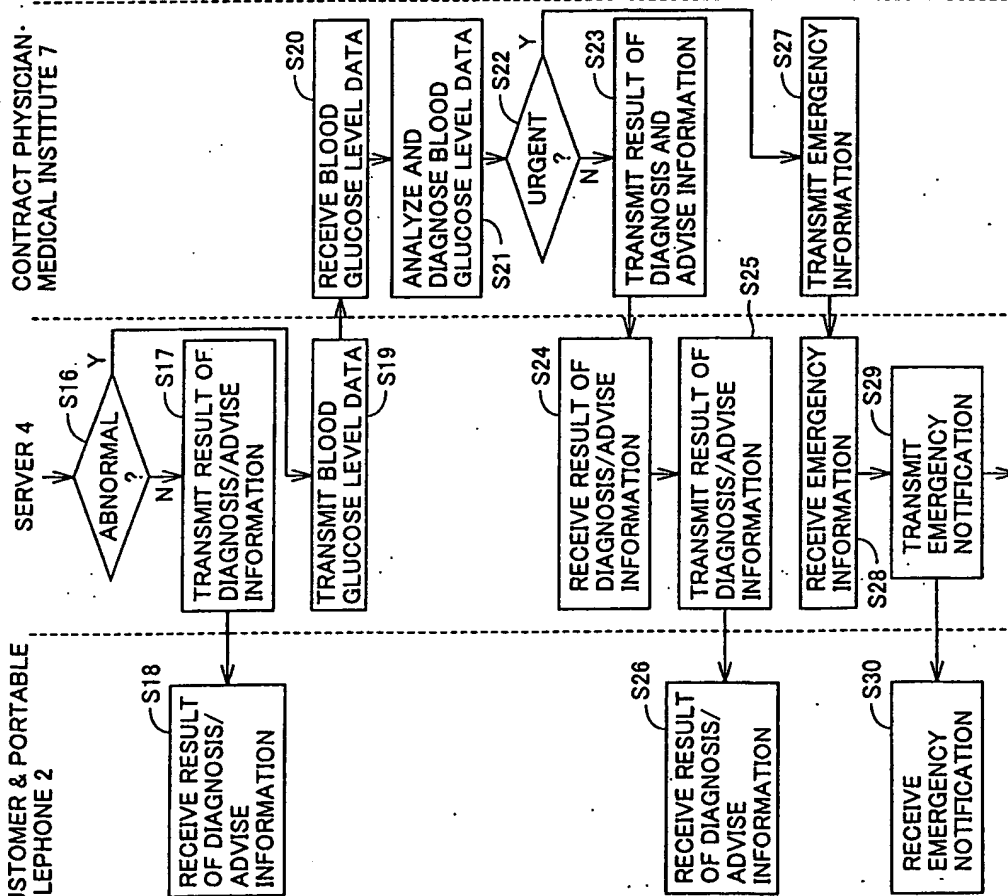 USTOMER & PORTABLE
LEPHONE 2
SERVER 4
CONTRACT PHYSICIAN·
MEDICAL INSTITUTE 7
ABNORMAL
?
S16
Y
N
TRANSMIT RESULT OF
DIAGNOSIS/ADVISE
INFORMATION
S17
RECEIVE RESULT
OF DIAGNOSIS/
ADVISE
INFORMATION
S18
TRANSMIT BLOOD
GLUCOSE LEVEL DATA
S19
RECEIVE BLOOD
GLUCOSE LEVEL DATA
S20
ANALYZE AND
DIAGNOSE BLOOD
GLUCOSE LEVEL DATA
S21
URGENT
?
S22
Y
N
TRANSMIT RESULT OF
DIAGNOSIS AND
ADVISE INFORMATION
S23
RECEIVE RESULT OF
DIAGNOSIS/ADVISE
INFORMATION
S24
TRANSMIT RESULT OF
DIAGNOSIS/ADVISE
INFORMATION
S25
RECEIVE RESULT
OF DIAGNOSIS/
ADVISE
INFORMATION
S26
TRANSMIT EMERGENCY
INFORMATION
S27
RECEIVE EMERGENCY
INFORMATION
S28
TRANSMIT
EMERGENCY
NOTIFICATION
S29
RECEIVE
EMERGENCY
NOTIFICATION
S30